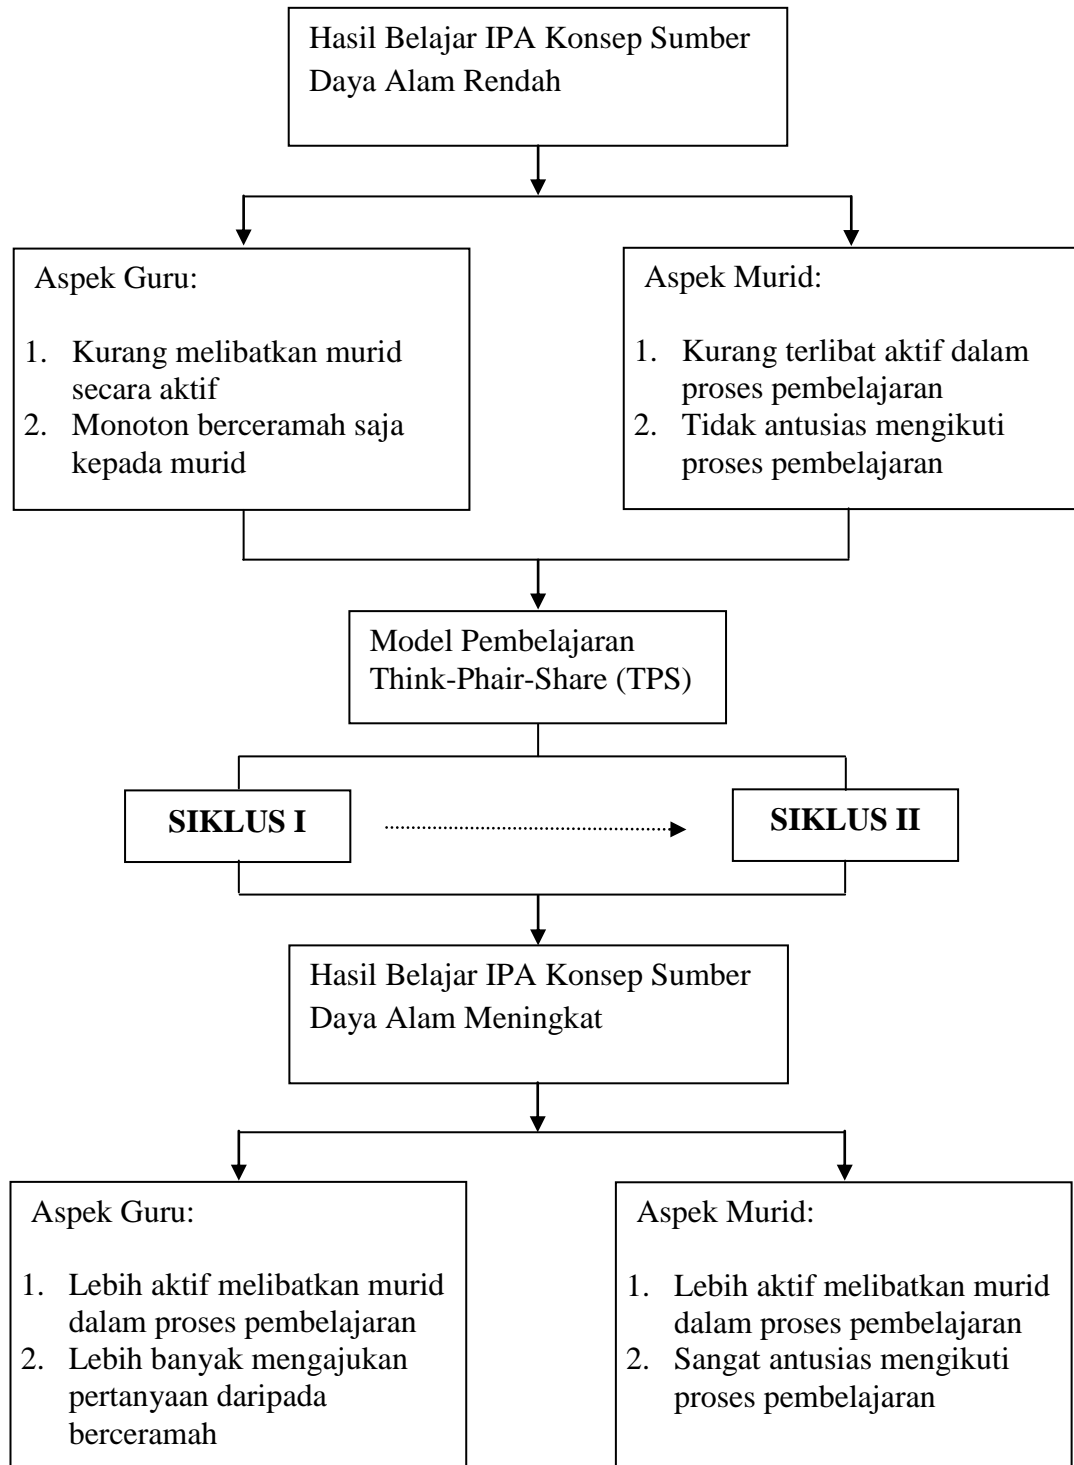 Hasil Belajar IPA Konsep Sumber
Daya Alam Rendah
Aspek Guru:
1. Kurang melibatkan murid
secara aktif
2. Monoton berceramah saja
kepada murid
Aspek Murid:
1. Kurang terlibat aktif dalam
proses pembelajaran
2. Tidak antusias mengikuti
proses pembelajaran
Model Pembelajaran
Think-Phair-Share (TPS)
SIKLUS I
SIKLUS II
Hasil Belajar IPA Konsep Sumber
Daya Alam Meningkat
Aspek Guru:
1. Lebih aktif melibatkan murid
dalam proses pembelajaran
2. Lebih banyak mengajukan
pertanyaan daripada
berceramah
Aspek Murid:
1. Lebih aktif melibatkan murid
dalam proses pembelajaran
2. Sangat antusias mengikuti
proses pembelajaran